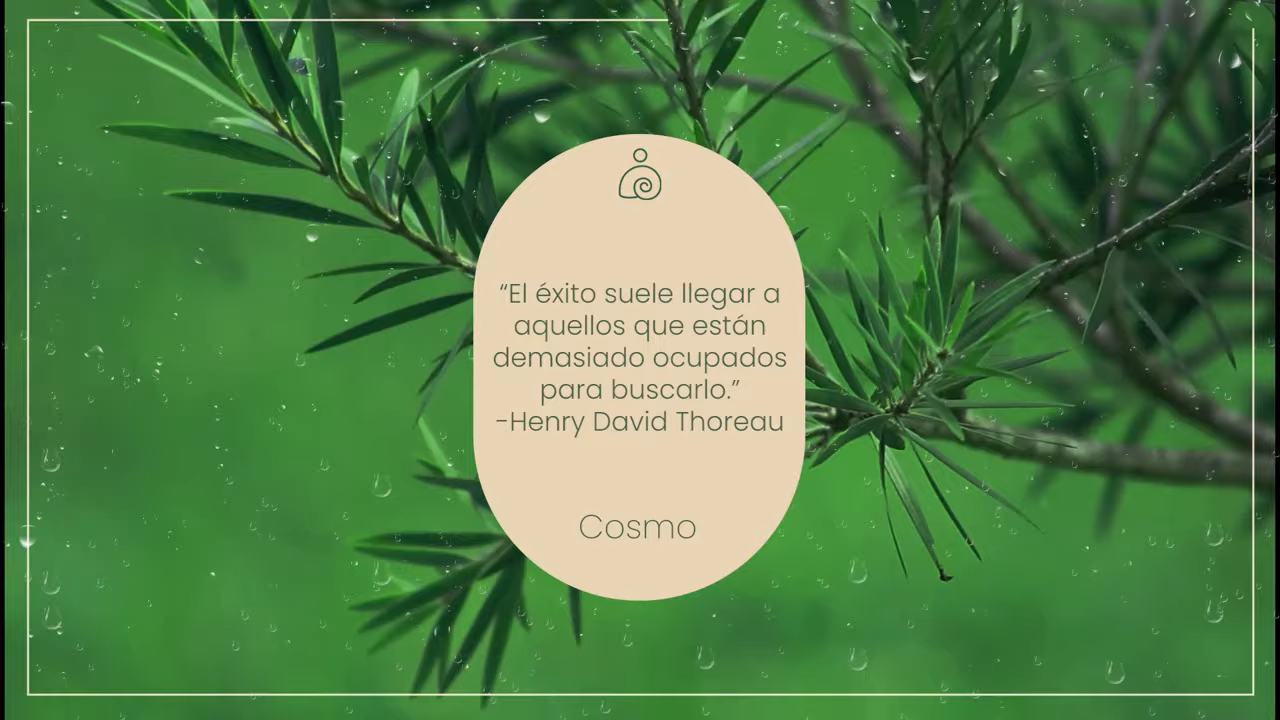 “El éxito suele llegar a
aquellos que están
demasiado ocupados
para buscarlo.”
-Henry David Thoreau
Cosmo